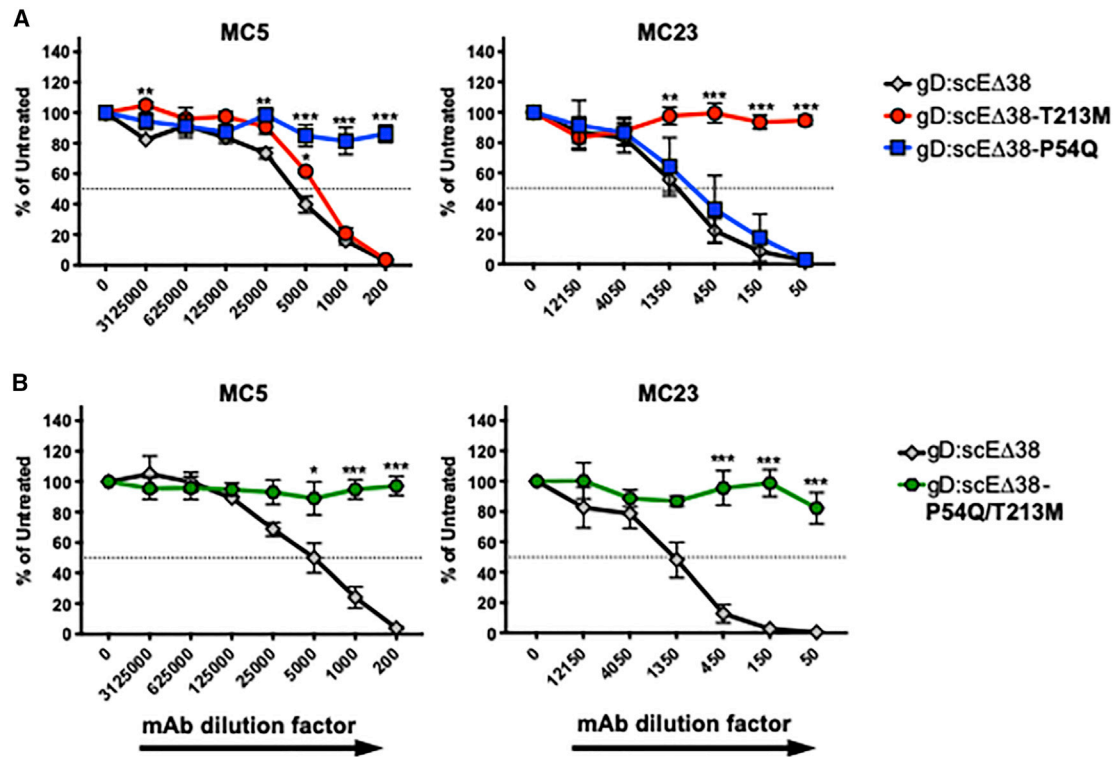 A
MC5
MC23
% of Untreated
140
120
100
80
60
40
20
0
** ** *** *** ***
*
0 3125000 625000 125000 25000 5000 1000 200
% of Untreated
140
120
100
80
60
40
20
0
** *** *** ***
0 12150 4050 1350 450 150 50
gD:scEΔ38
gD:scEΔ38-T213M
gD:scEΔ38-P54Q
B
MC5
MC23
% of Untreated
140
120
100
80
60
40
20
0
* *** ***
0 3125000 625000 125000 25000 5000 1000 200
% of Untreated
140
120
100
80
60
40
20
0
*** *** ***
0 12150 4050 1350 450 150 50
gD:scEΔ38
gD:scEΔ38-
P54Q/T213M
mAb dilution factor
mAb dilution factor